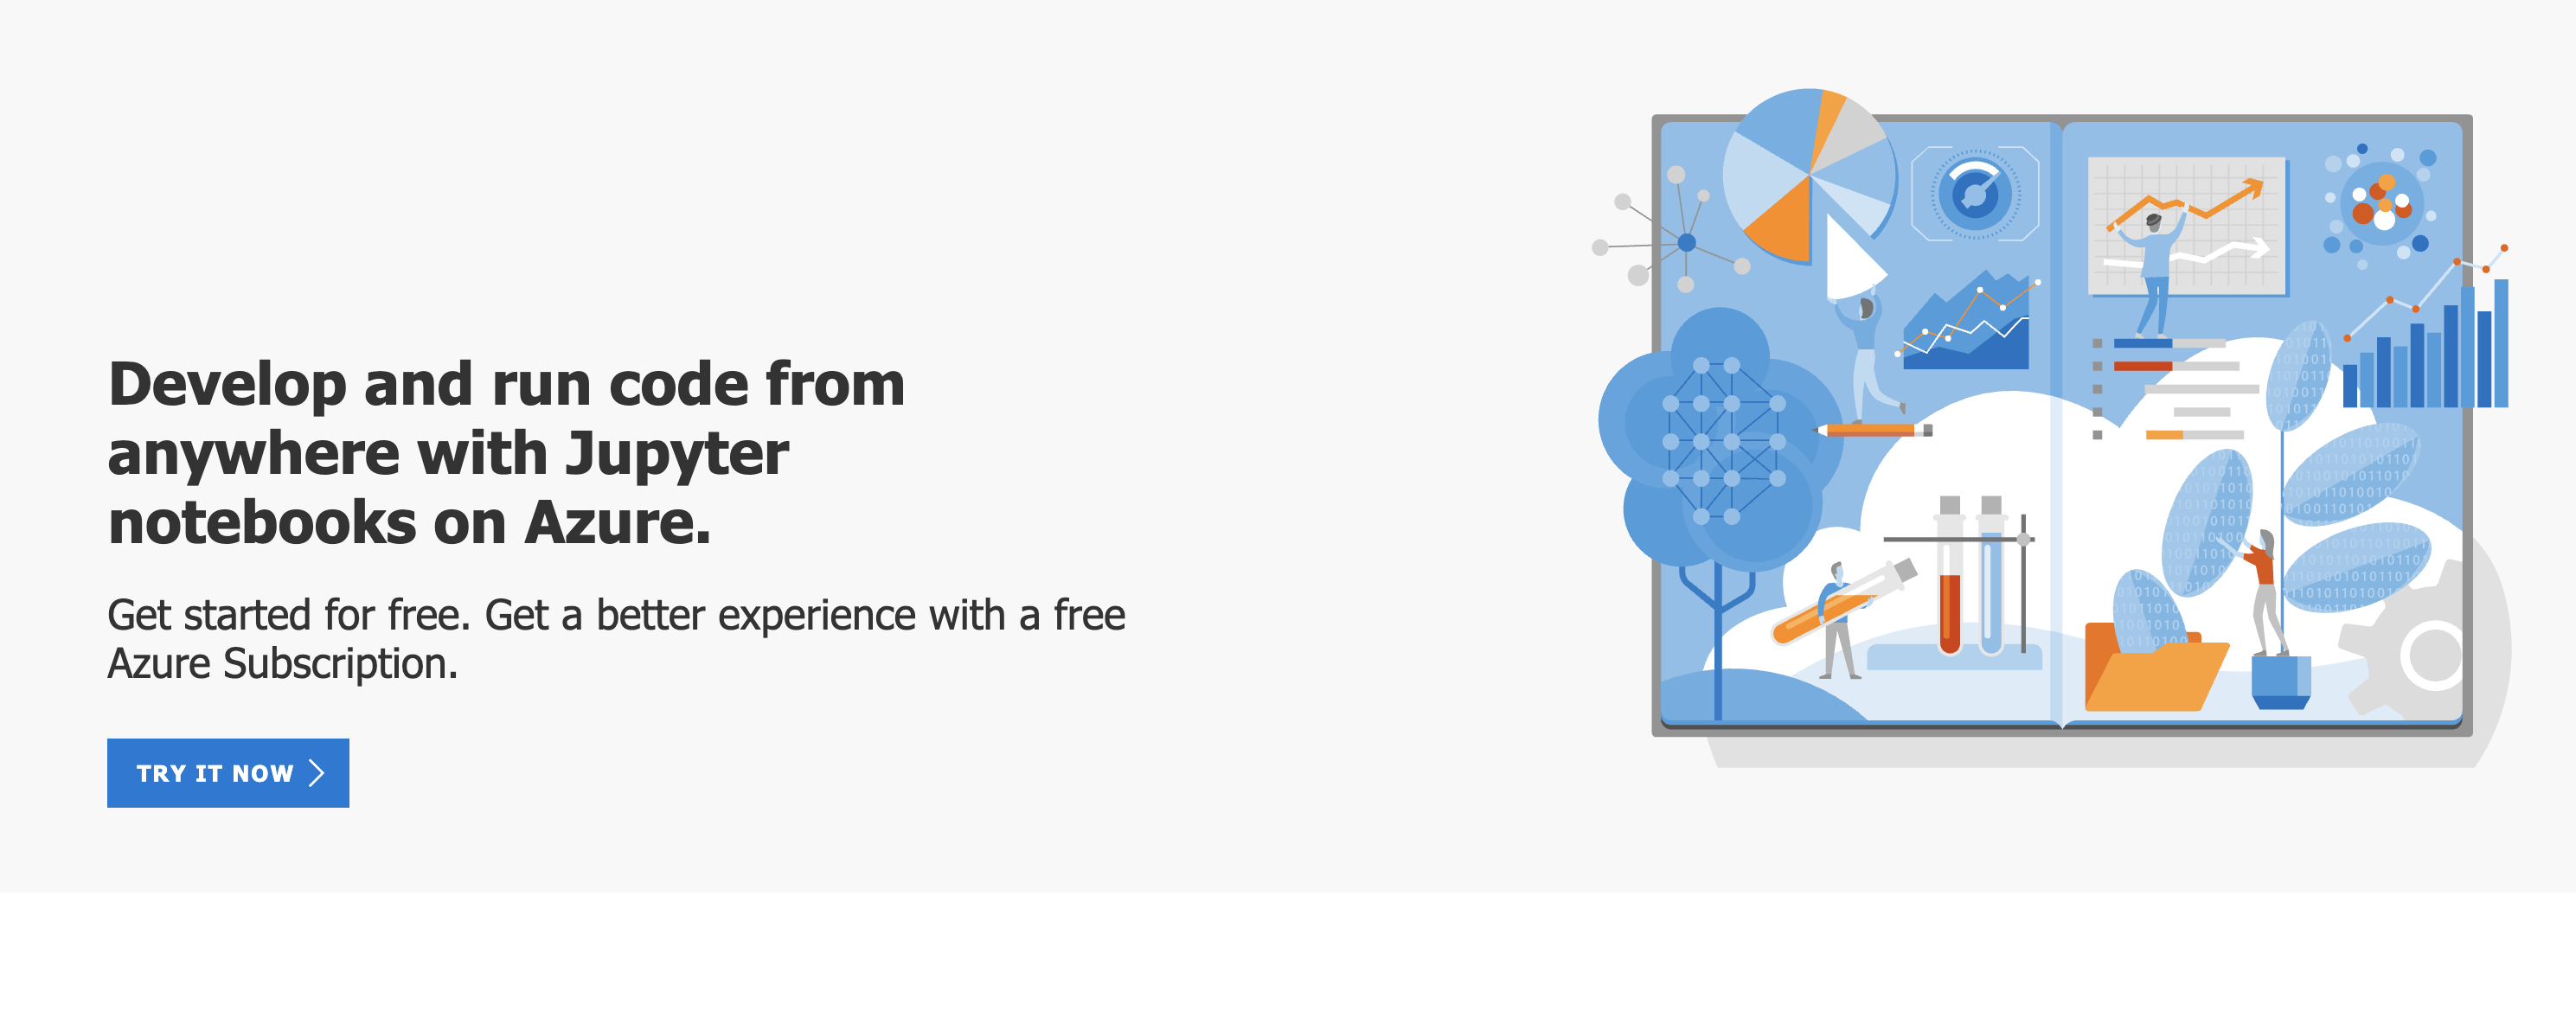 Develop and run code from
anywhere with Jupyter
notebooks on Azure.
Get started for free. Get a better experience with a free
Azure Subscription.
TRY IT NOW